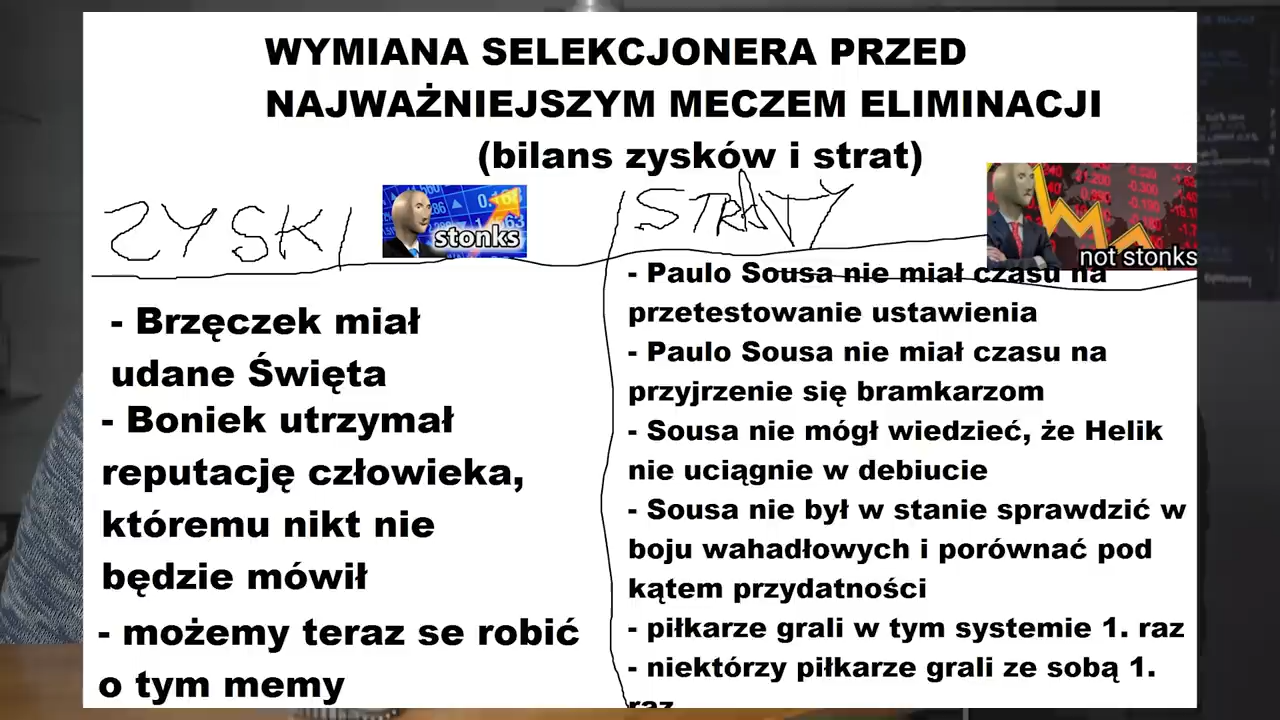 WYMIANA SELEKCJONERA PRZED
NAJWAŻNIEJSZYM MECZEM ELIMINACJI
(bilans zysków i strat)
ZYSKI
stonks
- Brzęczek miał
udane Święta
- Boniek utrzymał
reputację człowieka,
któremu nikt nie
będzie mówił
- możemy teraz se robić
o tym memy
STRATY
not stonks
- Paulo Sousa nie miał czasu na
przetestowanie ustawienia
- Paulo Sousa nie miał czasu na
przyjrzenie się bramkarzom
- Sousa nie mógł wiedzieć, że Helik
nie uciągnie w debiucie
- Sousa nie był w stanie sprawdzić w
boju wahadłowych i porównać pod
kątem przydatności
- piłkarze grali w tym systemie 1. raz
- niektórzy piłkarze grali ze sobą 1.
raz